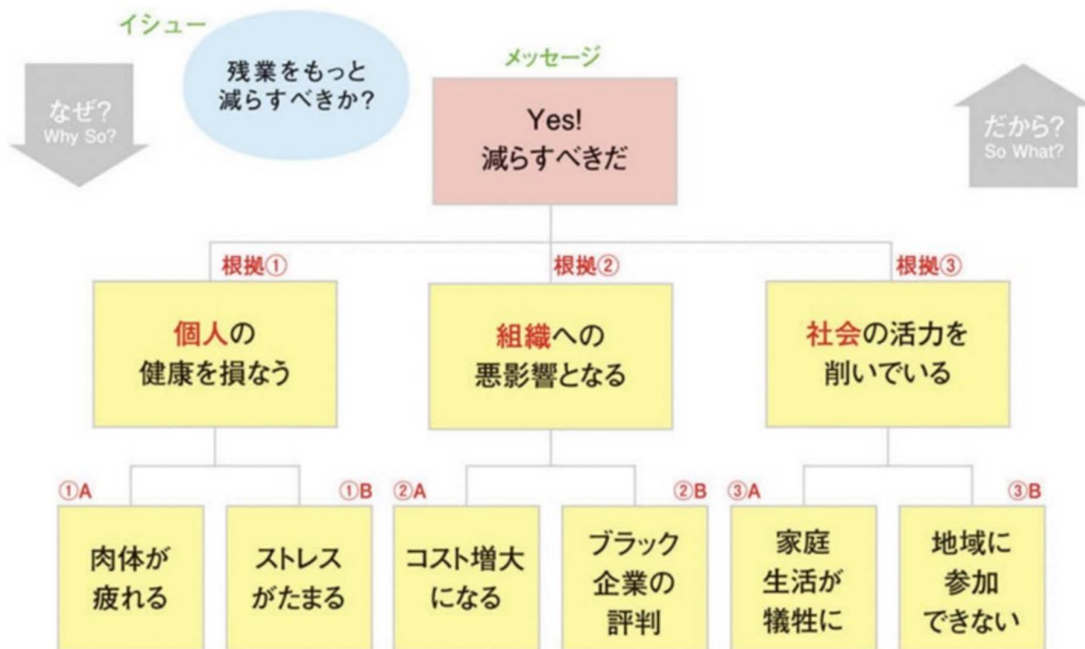 イシュー
残業をもっと
減らすべきか?
なぜ?
Why So?
メッセージ
Yes!
減らすべきだ
だから?
So What?
根拠①
個人の
健康を損なう
根拠②
組織への
悪影響となる
根拠③
社会の活力を
削いでいる
①A
肉体が
疲れる
①B
ストレス
がたまる
②A
コスト増大
になる
②B
ブラック
企業の
評判
③A
家庭
生活が
犠牲に
③B
地域に
参加
できない